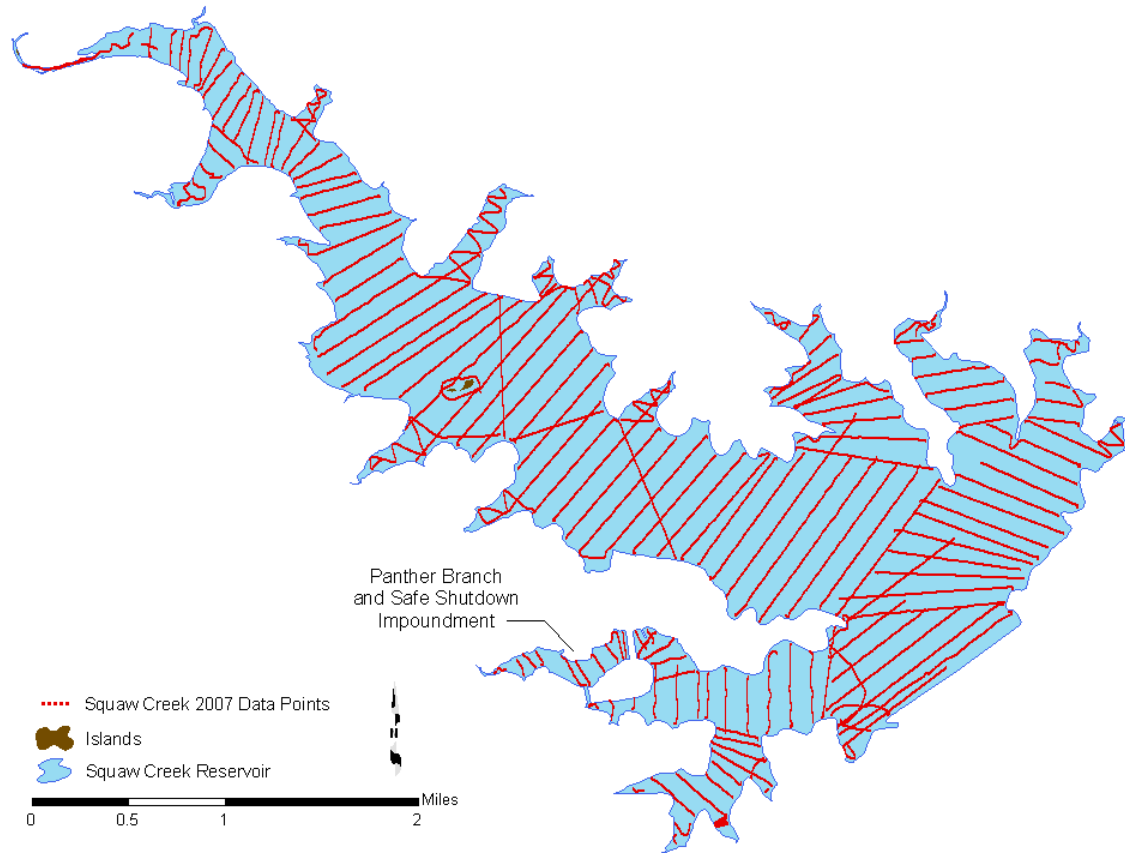 Panther Branch
and Safe Shutdown
Impoundment
Squaw Creek 2007 Data Points
Islands
Squaw Creek Reservoir
Miles
0 0.5 1 2